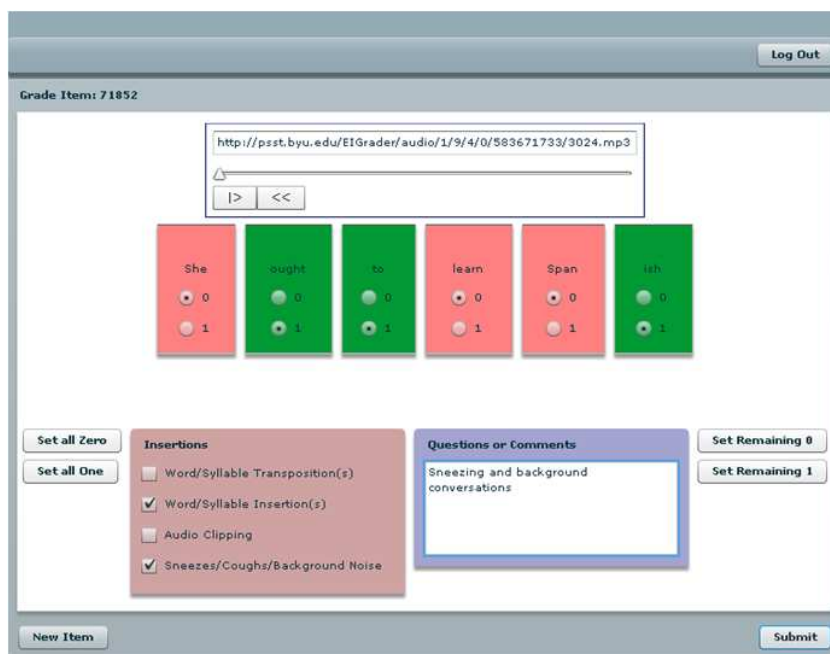 Log Out
Grade Item: 71852
http://psst.byu.edu/EIGrader/audio/1/9/4/0/583671733/3024.mp3
|> <<
She ought to learn Span ish
0 0 0 0 0 0
1 1 1 1 1 1
Set all Zero
Set all One
Insertions
Word/Syllable Transposition(s)
Word/Syllable Insertion(s)
Audio Clipping
Sneezes/Coughs/Background Noise
Questions or Comments
Sneezing and background
conversations
Set Remaining 0
Set Remaining 1
New Item
Submit